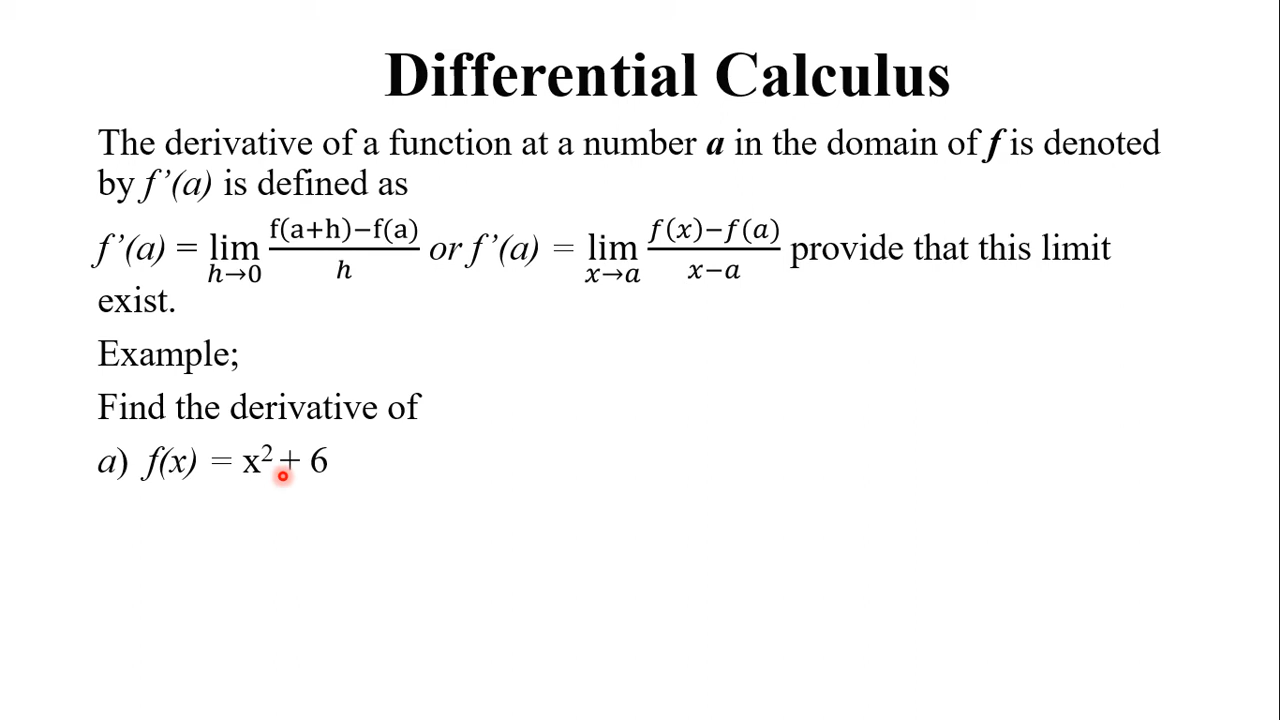 Differential Calculus
The derivative of a function at a number a in the domain of f is denoted
by f’(a) is defined as
f’(a) = lim h→0 f(a+h)−f(a) / h or f’(a) = lim x→a f(x)−f(a) / x−a provide that this limit
exist.
Example;
Find the derivative of
a) f(x) = x² + 6